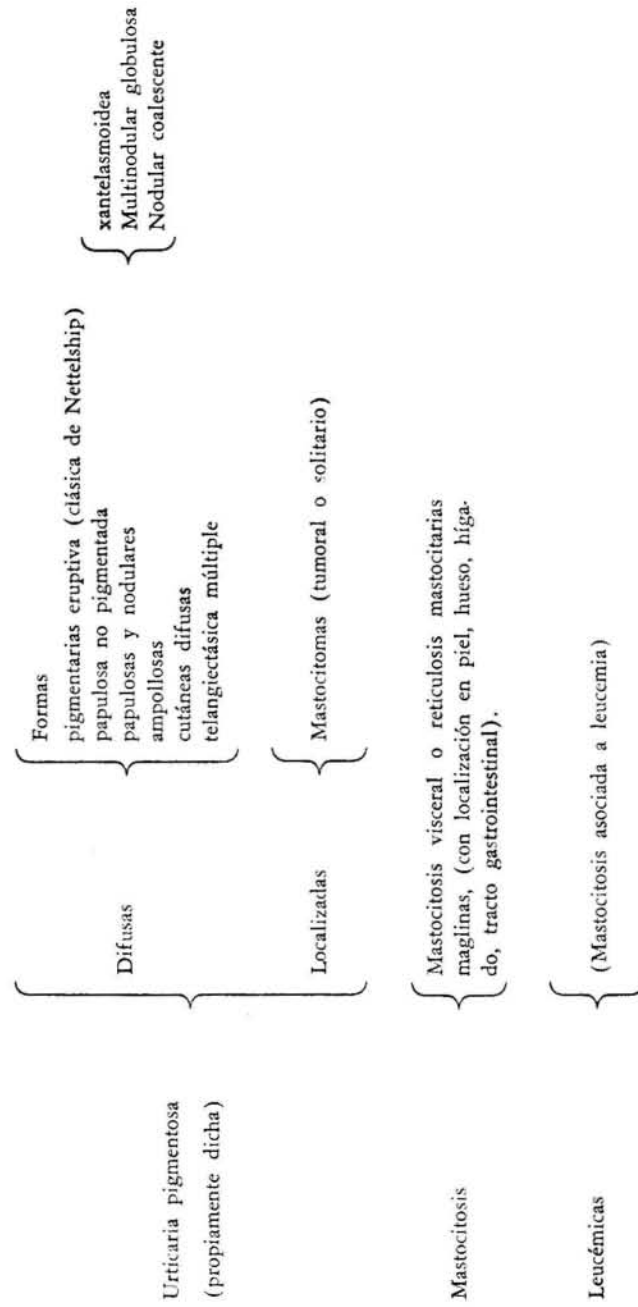 Urticaria pigmentosa
(propiamente dicha)
Difusas
Formas
pigmentarias eruptiva (clásica de Nettelship)
papulosa no pigmentada
papulosas y nodulares
ampollosas
cutáneas difusas
telangiectásica múltiple
xantelasmoidea
Multinodular globulosa
Nodular coalescente
Localizadas
Mastocitomas (tumoral o solitario)
Mastocitosis
Mastocitosis visceral o reticulosis mastocitarias
maglinas, (con localización en piel, hueso, híga-
do, tracto gastrointestinal).
Leucémicas
(Mastocitosis asociada a leucemia)